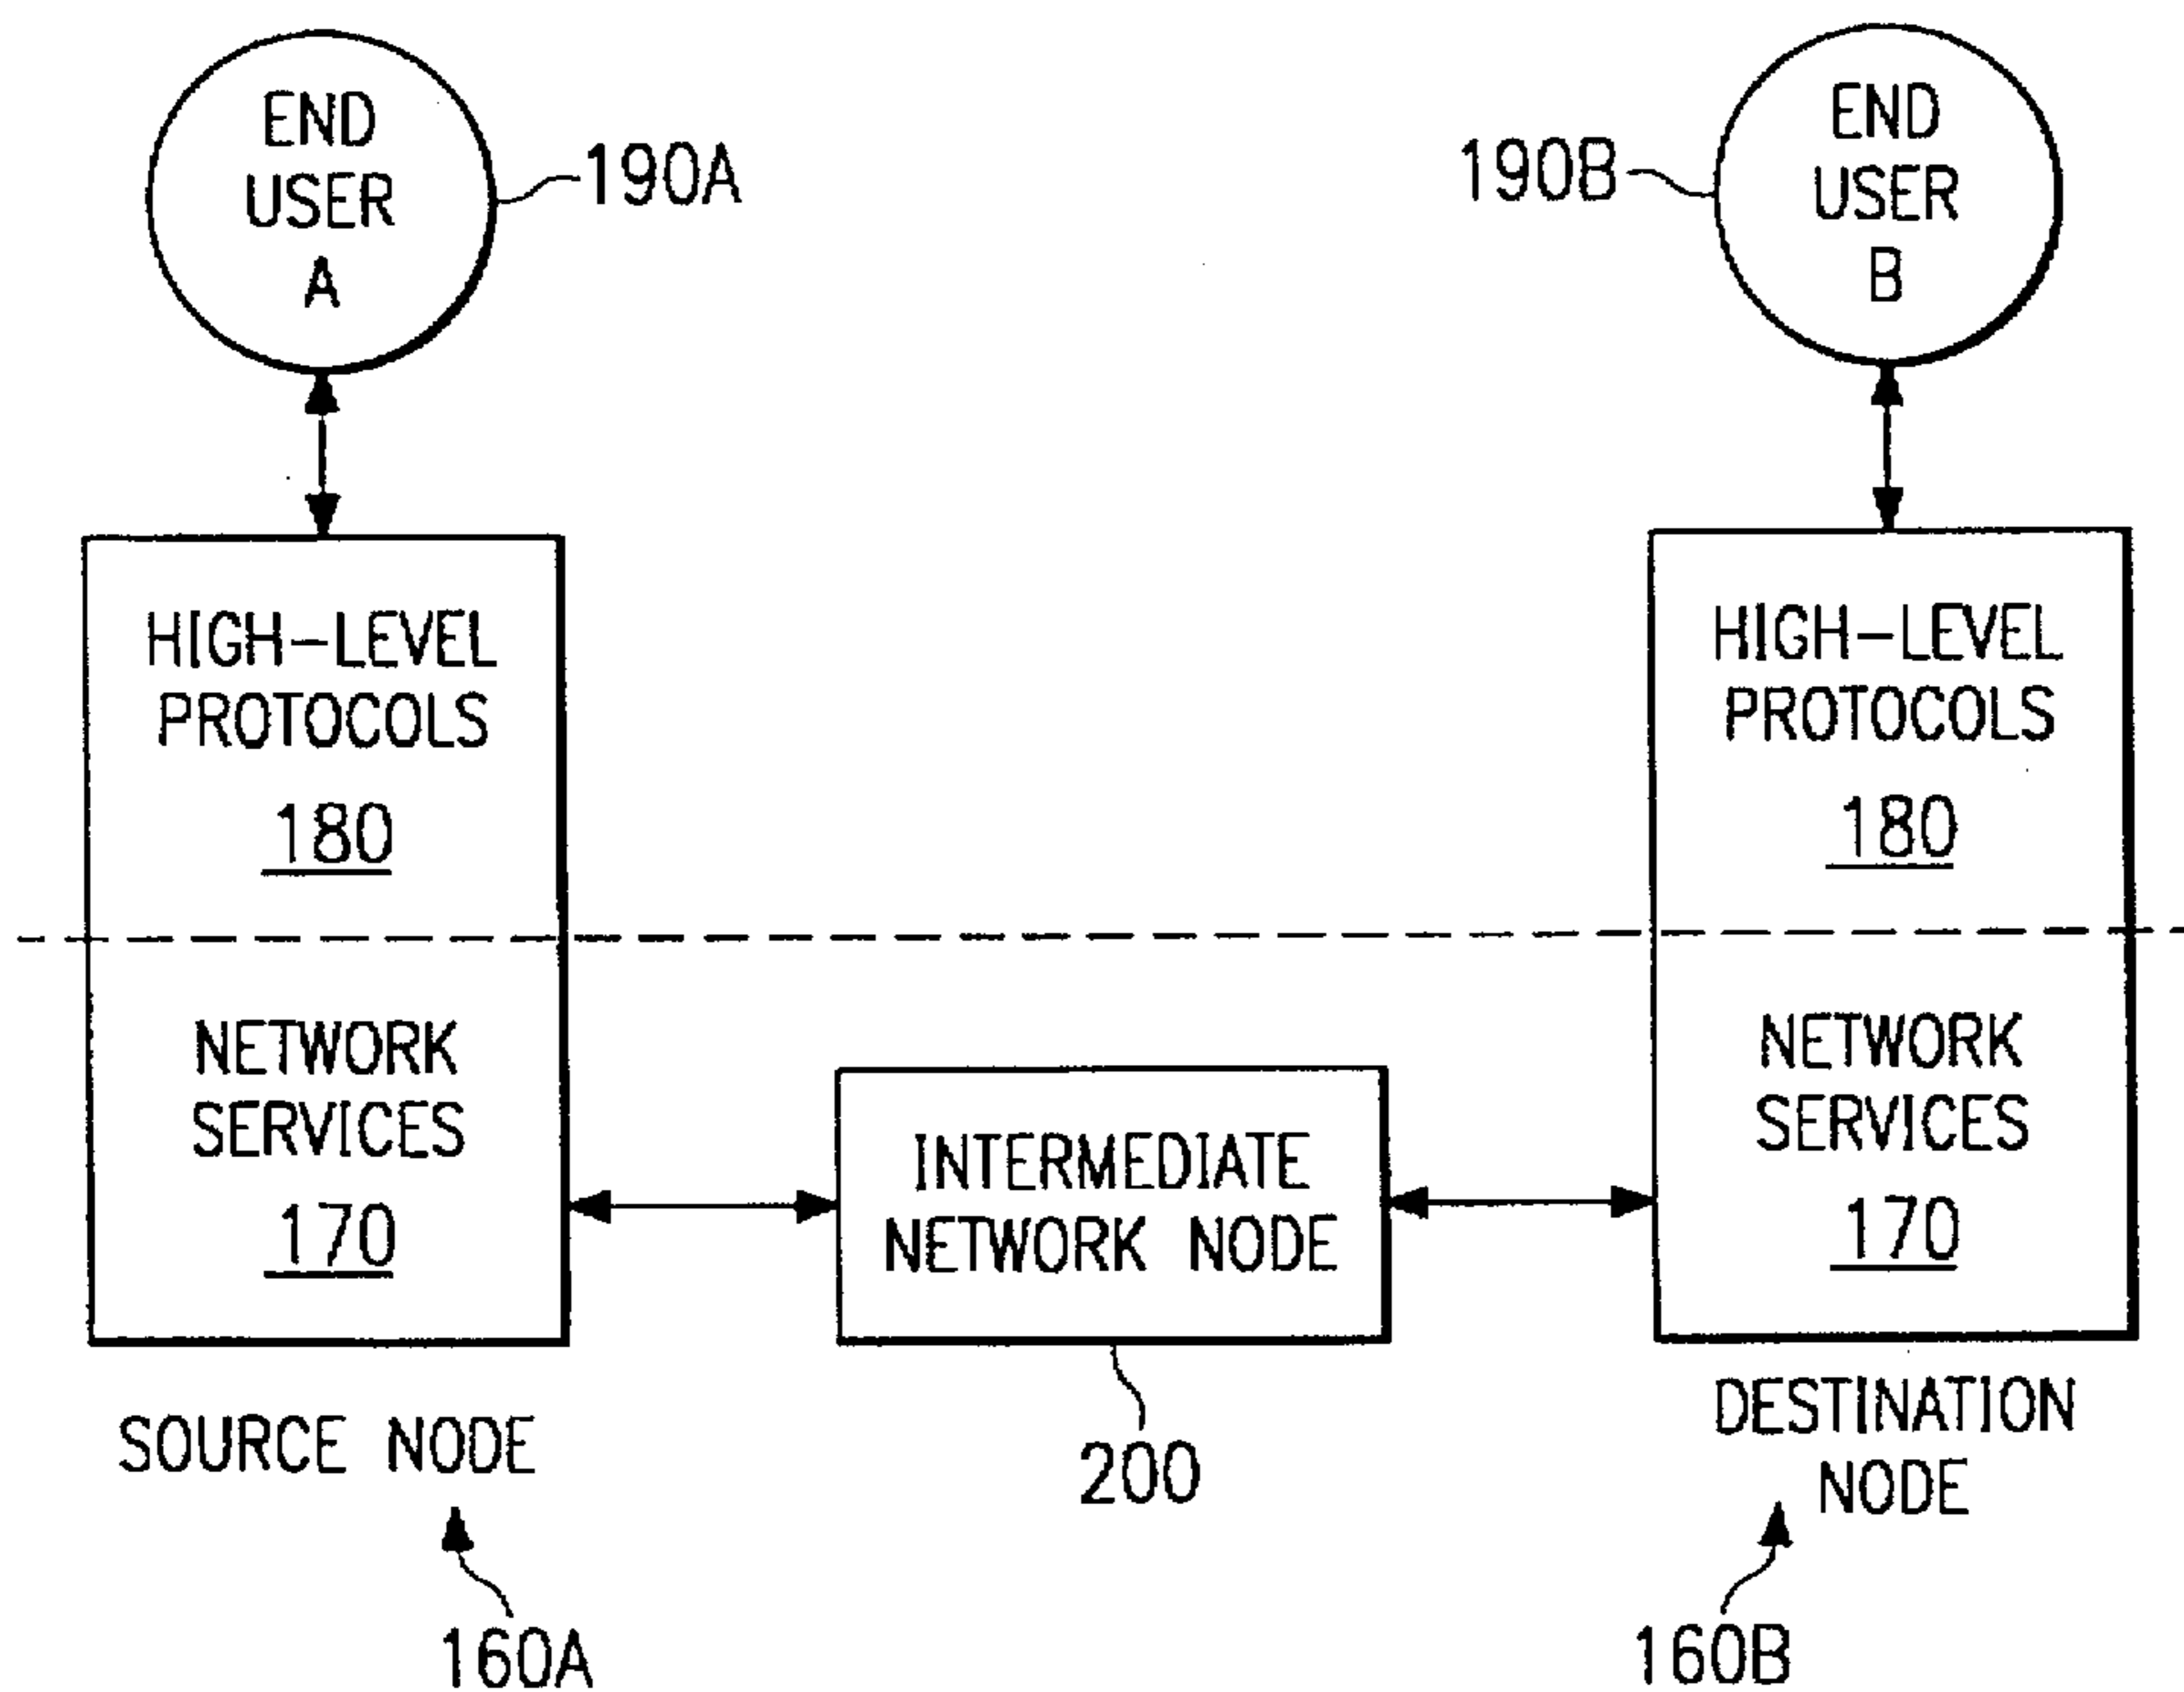 END
USER
A
190A
190B
END
USER
B
HIGH-LEVEL
PROTOCOLS
180
HIGH-LEVEL
PROTOCOLS
180
NETWORK
SERVICES
170
INTERMEDIATE
NETWORK NODE
200
NETWORK
SERVICES
170
SOURCE NODE
160A
DESTINATION
NODE
160B